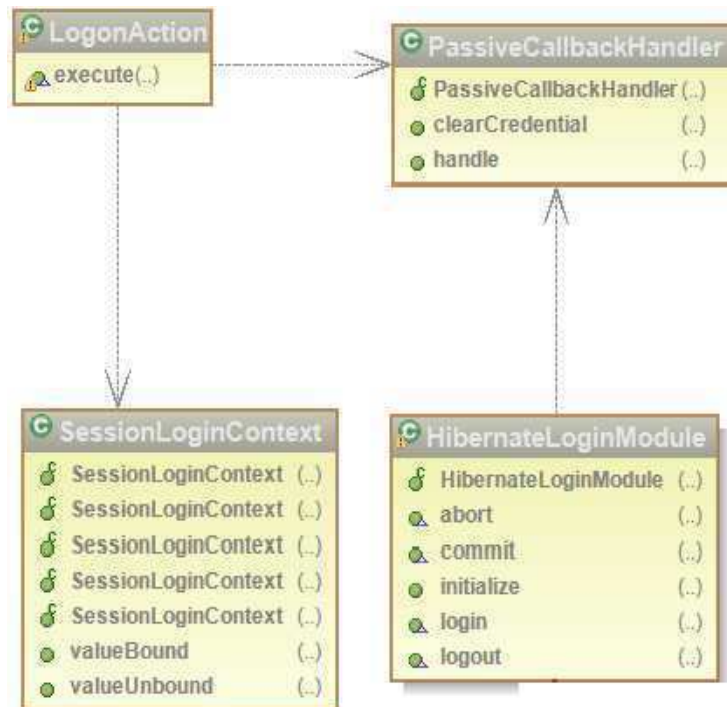 LogonAction
execute(..)
PassiveCallbackHandler
PassiveCallbackHandler (..)
clearCredential (..)
handle (..)
SessionLoginContext
SessionLoginContext (..)
SessionLoginContext (..)
SessionLoginContext (..)
SessionLoginContext (..)
SessionLoginContext (..)
valueBound (..)
valueUnbound (..)
HibernateLoginModule
HibernateLoginModule (..)
abort (..)
commit (..)
initialize (..)
login (..)
logout (..)